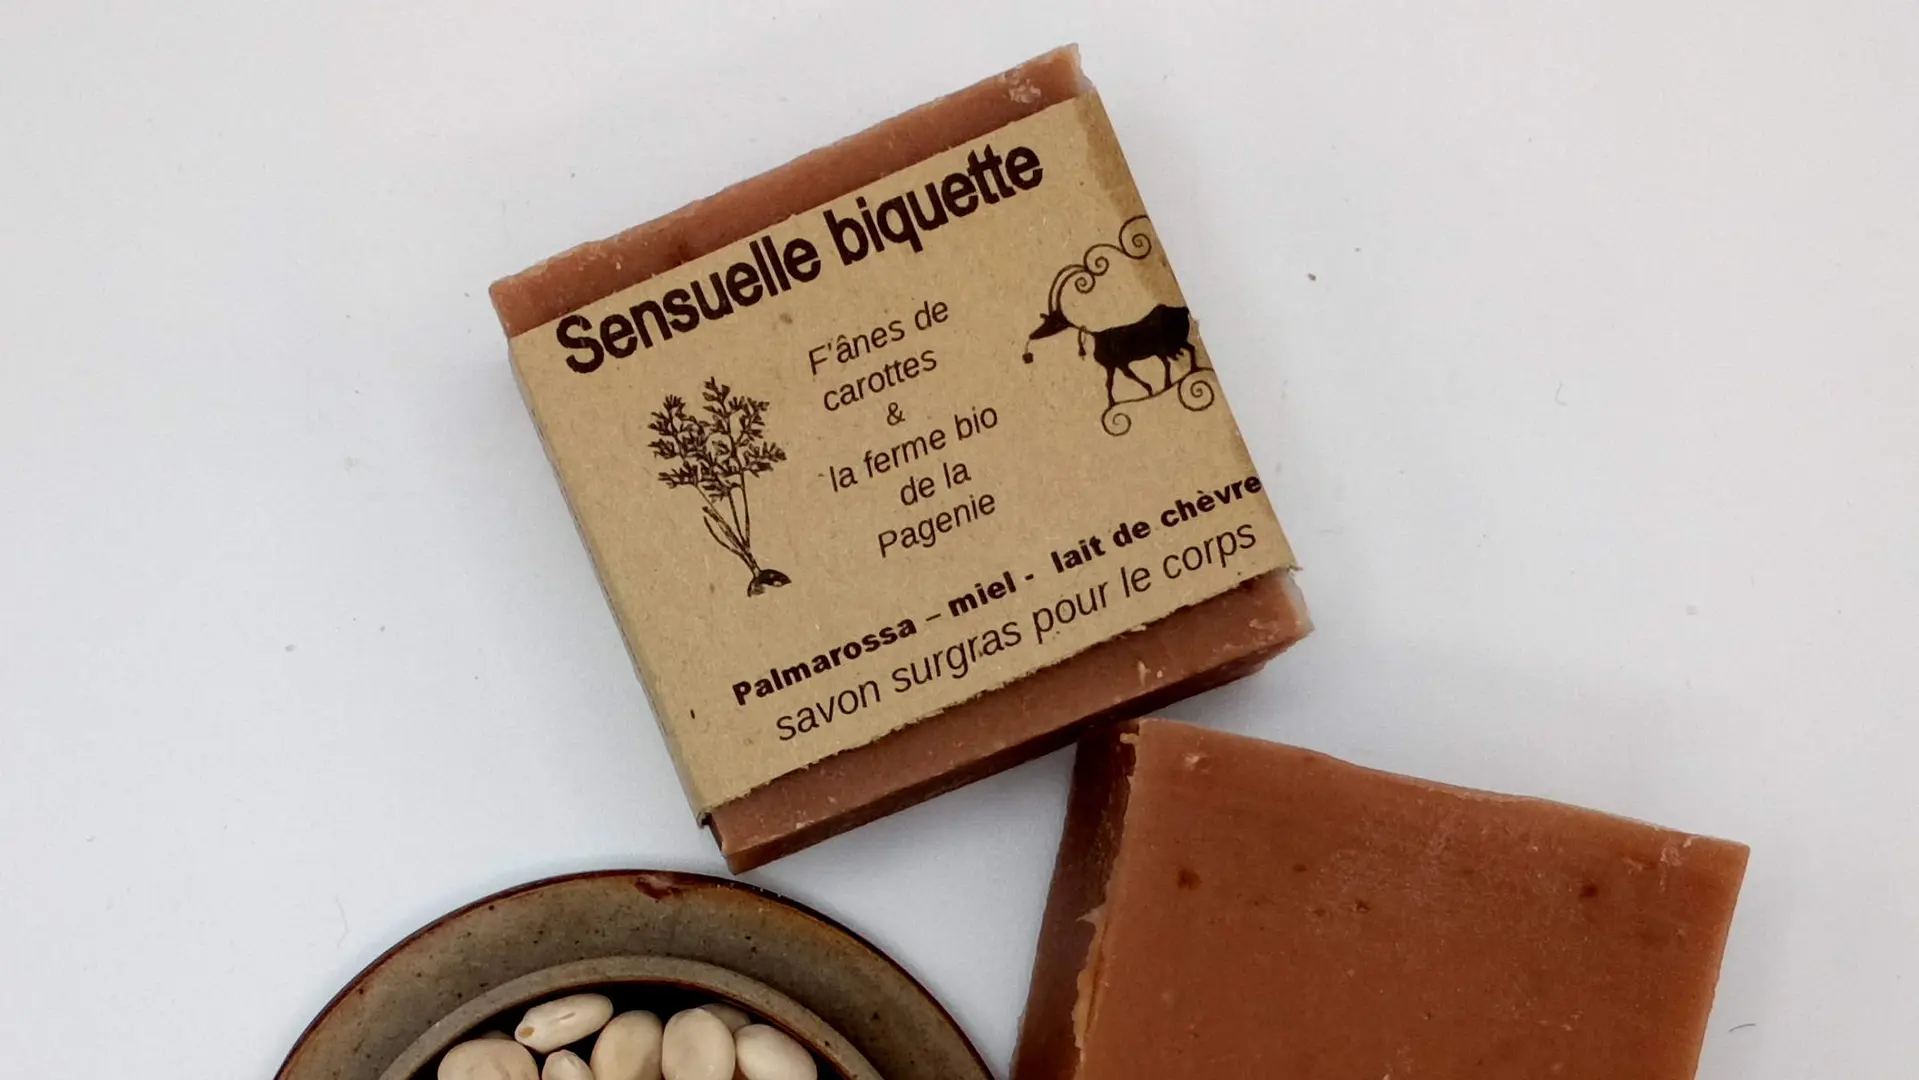 Sensuelle biquette
F'ânes de
carottes
&
la ferme bio
de la
Pagenie
Palmarossa – miel - lait de chèvre
savon surgras pour le corps